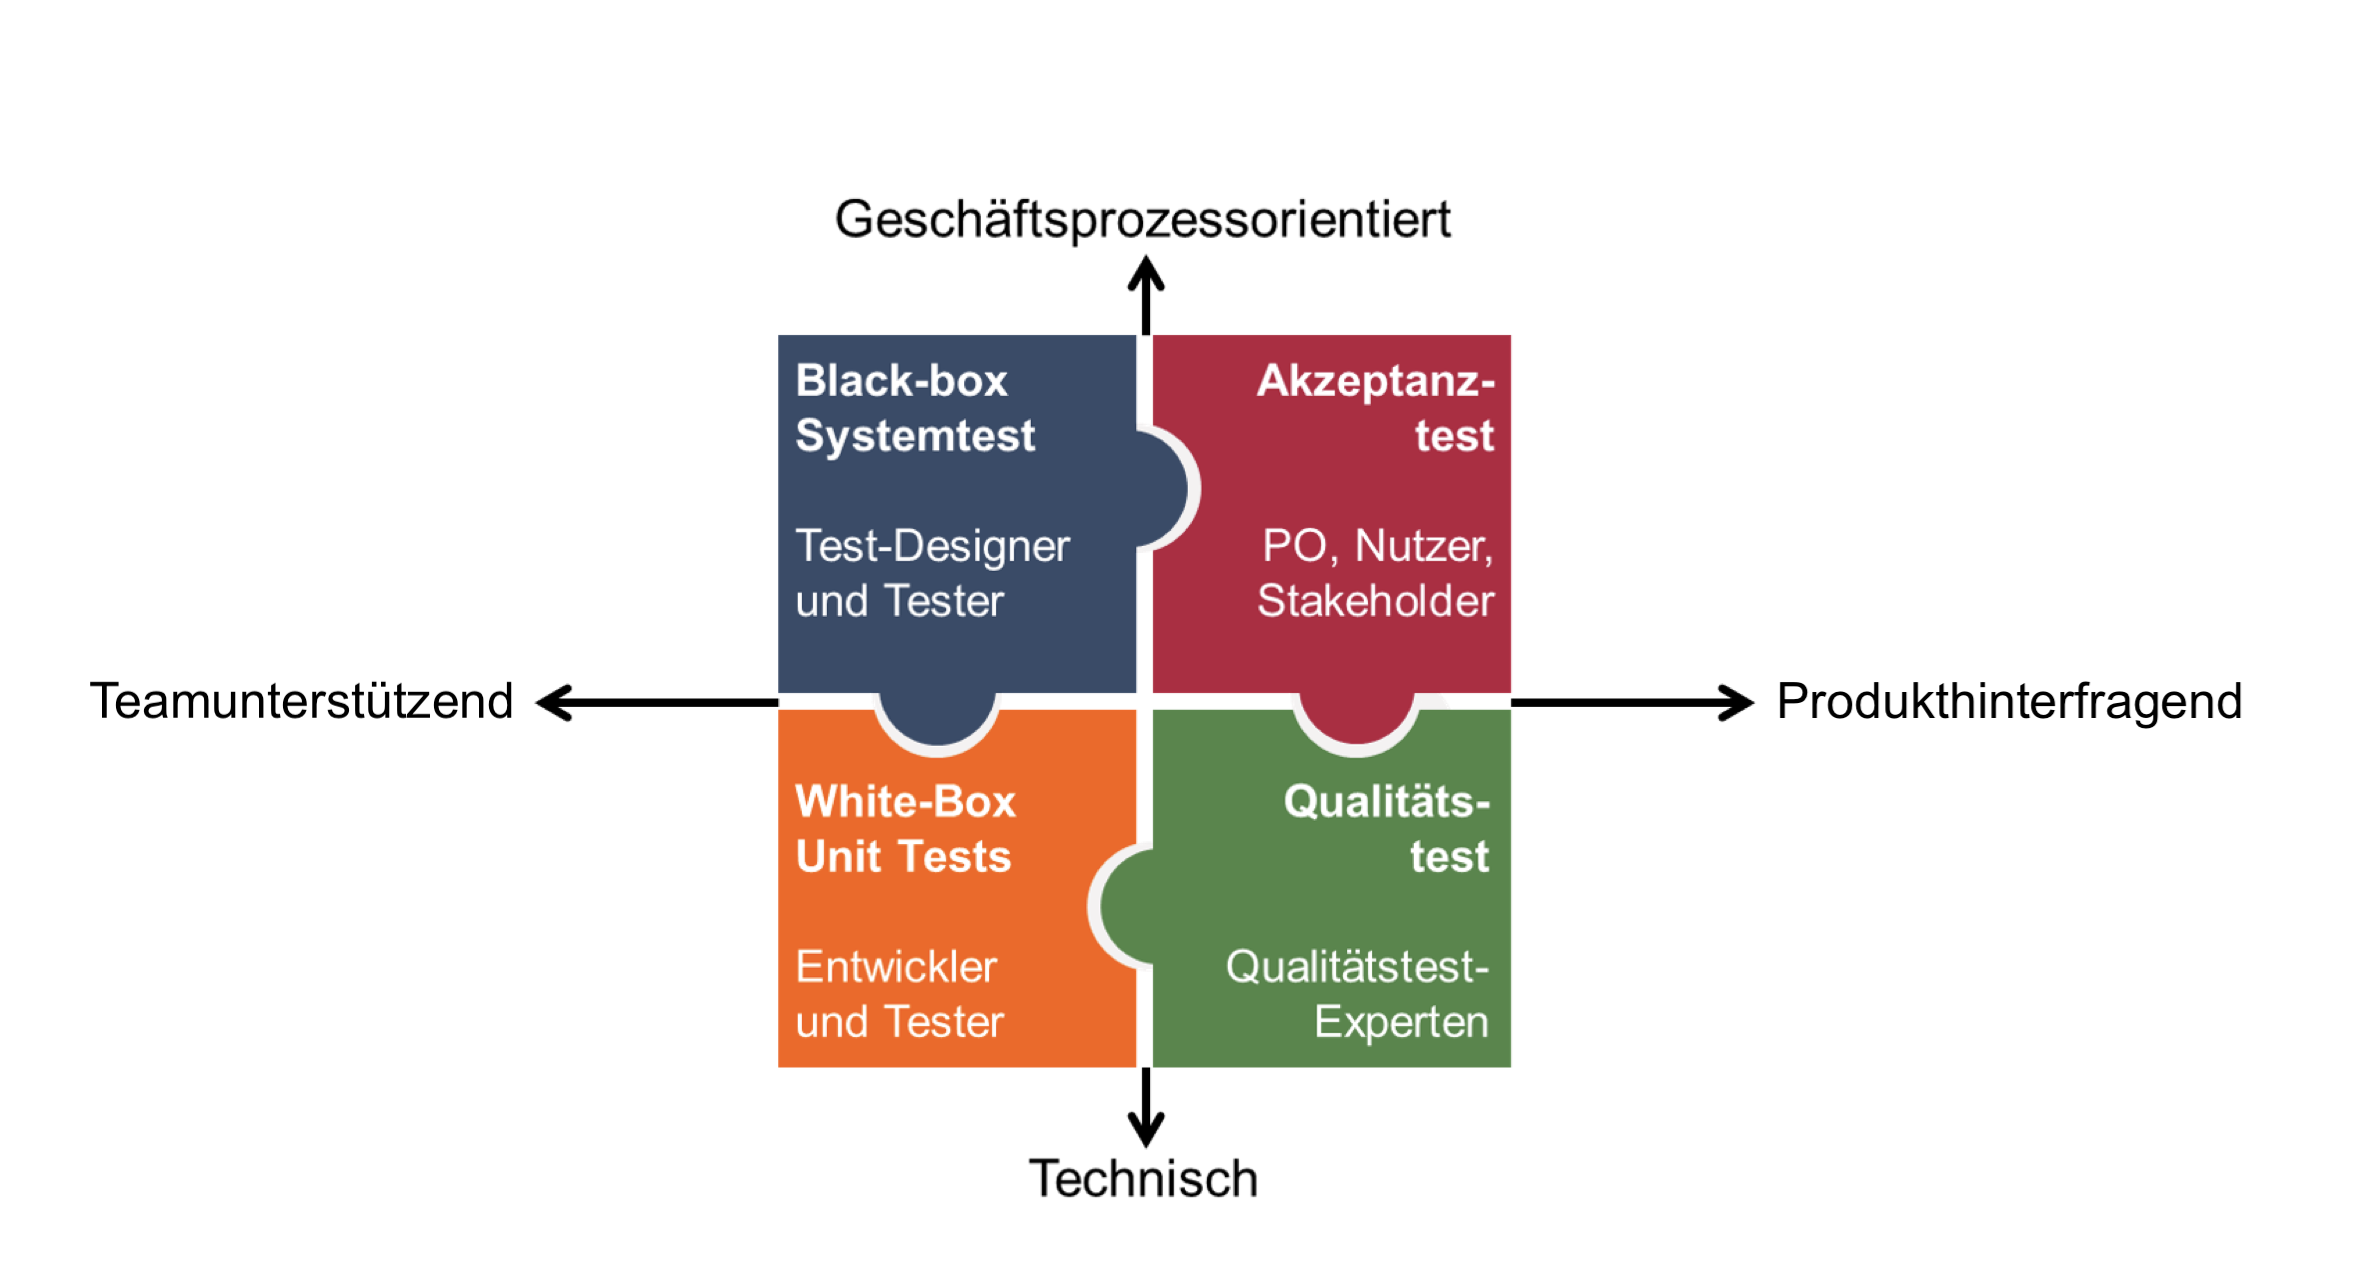 Geschäftsprozessorientiert
Black-box
Systemtest
Test-Designer
und Tester
Akzeptanz-
test
PO, Nutzer,
Stakeholder
Teamunterstützend
Produkthinterfragend
White-Box
Unit Tests
Entwickler
und Tester
Qualitäts-
test
Qualitätstest-
Experten
Technisch